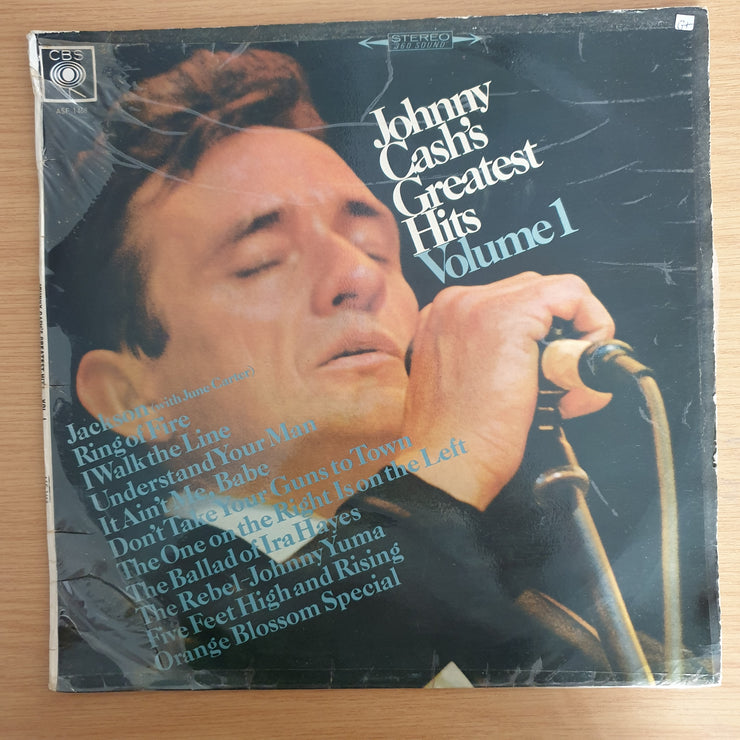 CBS
ASF 1468
STEREO
360 SOUND
Johnny
Cash's
Greatest
Hits
Volume 1
Jackson (with June Carter)
Ring of Fire
I Walk the Line
Understand Your Man
It Ain't Me, Babe
Don't Take Your Guns to Town
The One on the Right Is on the Left
The Ballad of Ira Hayes
The Rebel-Johnny Yuma
Five Feet High and Rising
Orange Blossom Special